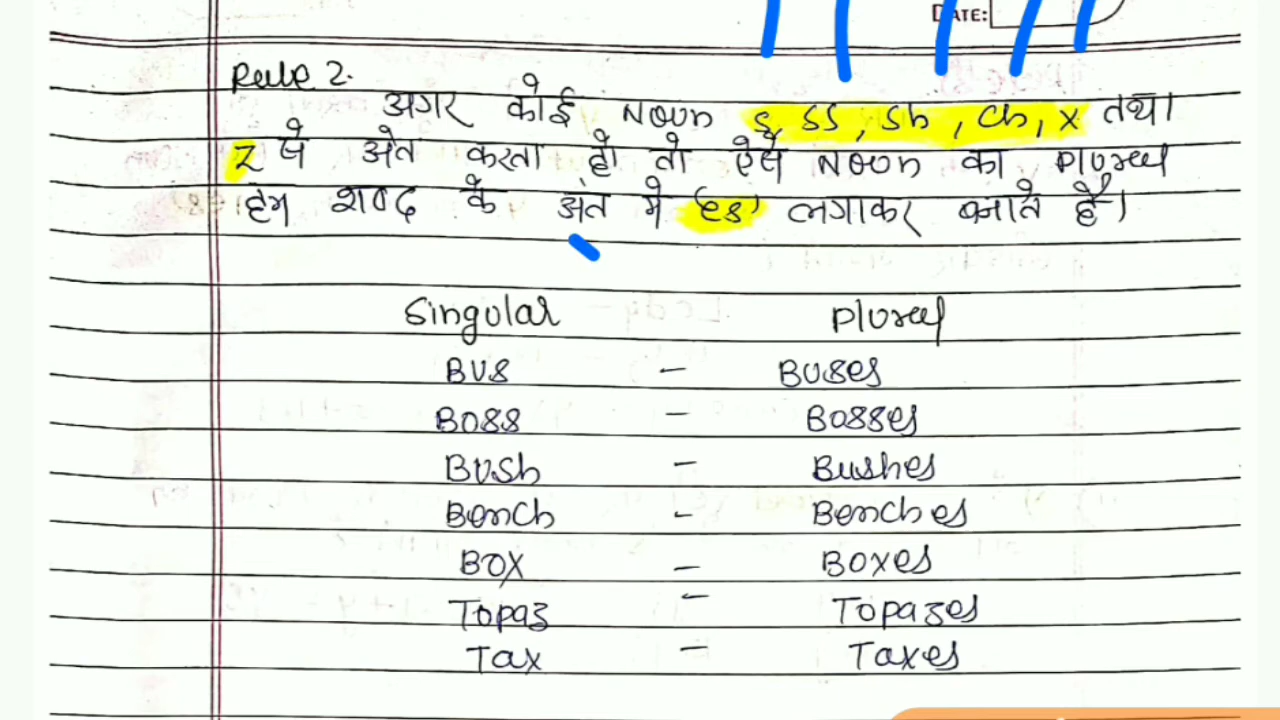 DATE:
Rule 2.
अगर कोई Noun s, ss, sh, ch, x तथा
z से अंत करता हो तो ऐसे Noun का Plural
हम शब्द के अंत में (es) लगाकर बनाते हैं।
Singular Plural
Bus - Buses
Boss - Bosses
Bush - Bushes
Bench - Benches
Box - Boxes
Topaz - Topazes
Tax - Taxes